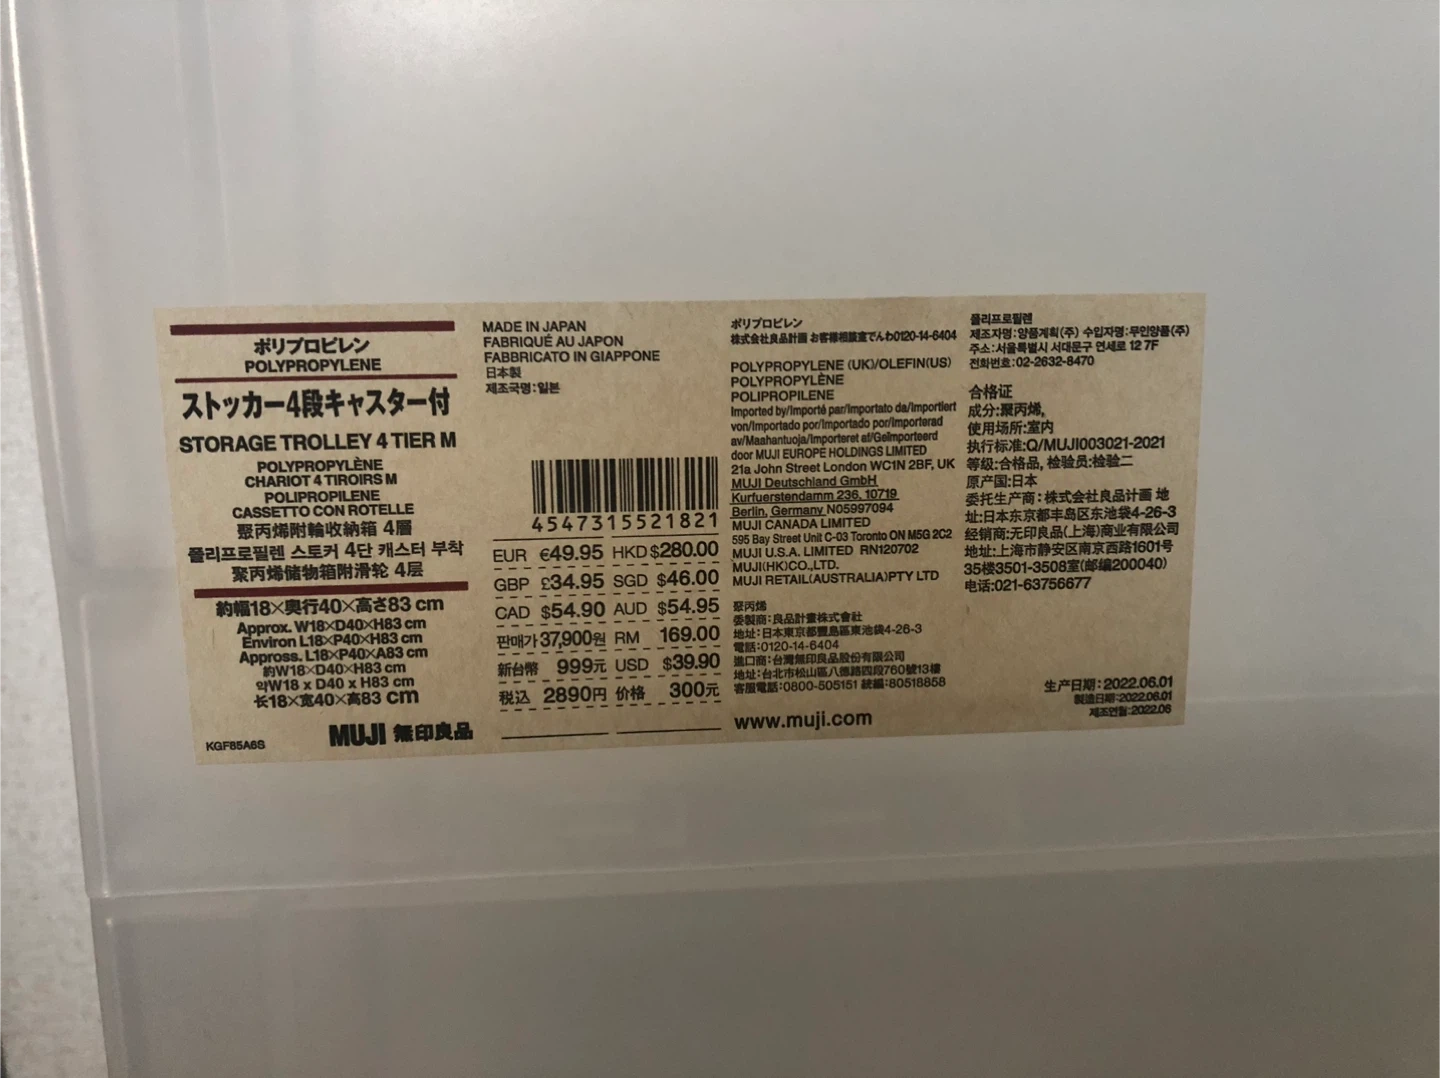 ポリプロピレン
POLYPROPYLENE
ストッカー4段キャスター付
STORAGE TROLLEY 4 TIER M
POLYPROPYLÈNE
CHARIOT 4 TIROIRS M
POLIPROPILENE
CASSETTO CON ROTELLE
聚丙烯附輪收納箱 4層
폴리프로필렌 스토커 4단 캐스터 부착
聚丙烯储物箱附滑轮 4层
約幅18×奥行40×高さ83 cm
Approx. W18×D40×H83 cm
Environ L18×P40×H83 cm
Appross. L18×P40×A83 cm
約W18×D40×H83 cm
약W18 x D40 x H83 cm
长18×宽40×高83 cm
KGF85A6S
MUJI 無印良品
MADE IN JAPAN
FABRIQUÉ AU JAPON
FABBRICATO IN GIAPPONE
日本製
제조국명:일본
4547315521821
EUR €49.95 HKD $280.00
GBP £34.95 SGD $46.00
CAD $54.90 AUD $54.95
판매가 37,900원 RM 169.00
新台幣 999元 USD $39.90
税込 2890円 价格 300元
ポリプロピレン
株式会社良品計画 お客様相談室でんわ0120-14-6404
POLYPROPYLENE (UK)/OLEFIN(US)
POLYPROPYLÈNE
POLIPROPILENE
Imported by/Importé par/Importato da/Importiert
von/Importado por/Importado por/Importerad
av/Maahantuoja/Importeret af/Geïmporteerd
door MUJI EUROPE HOLDINGS LIMITED
21a John Street London WC1N 2BF, UK
MUJI Deutschland GmbH
Kurfuerstendamm 236, 10719
Berlin, Germany N05997094
MUJI CANADA LIMITED
595 Bay Street Unit C-03 Toronto ON M5G 2C2
MUJI U.S.A. LIMITED RN120702
MUJI(HK)CO.,LTD.
MUJI RETAIL(AUSTRALIA)PTY LTD
聚丙烯
委製商:良品計畫株式會社
地址:日本東京都豐島區東池袋4-26-3
電話:0120-14-6404
進口商:台灣無印良品股份有限公司
地址:台北市松山區八德路四段760號13樓
客服電話:0800-505151 統編:80518858
www.muji.com
폴리프로필렌
제조자명:양품계획(주) 수입자명:무인양품(주)
주소:서울특별시 서대문구 연세로 12 7F
전화번호:02-2632-8470
合格证
成分:聚丙烯,
使用场所:室内
执行标准:Q/MUJI003021-2021
等级:合格品, 检验员:检验二
原产国:日本
委托生产商:株式会社良品计画 地
址:日本东京都丰岛区东池袋4-26-3
经销商:无印良品(上海)商业有限公司
地址:上海市静安区南京西路1601号
35楼3501-3508室(邮编200040)
电话:021-63756677
生产日期:2022.06.01
製造日期:2022.06.01
제조연월:2022.06